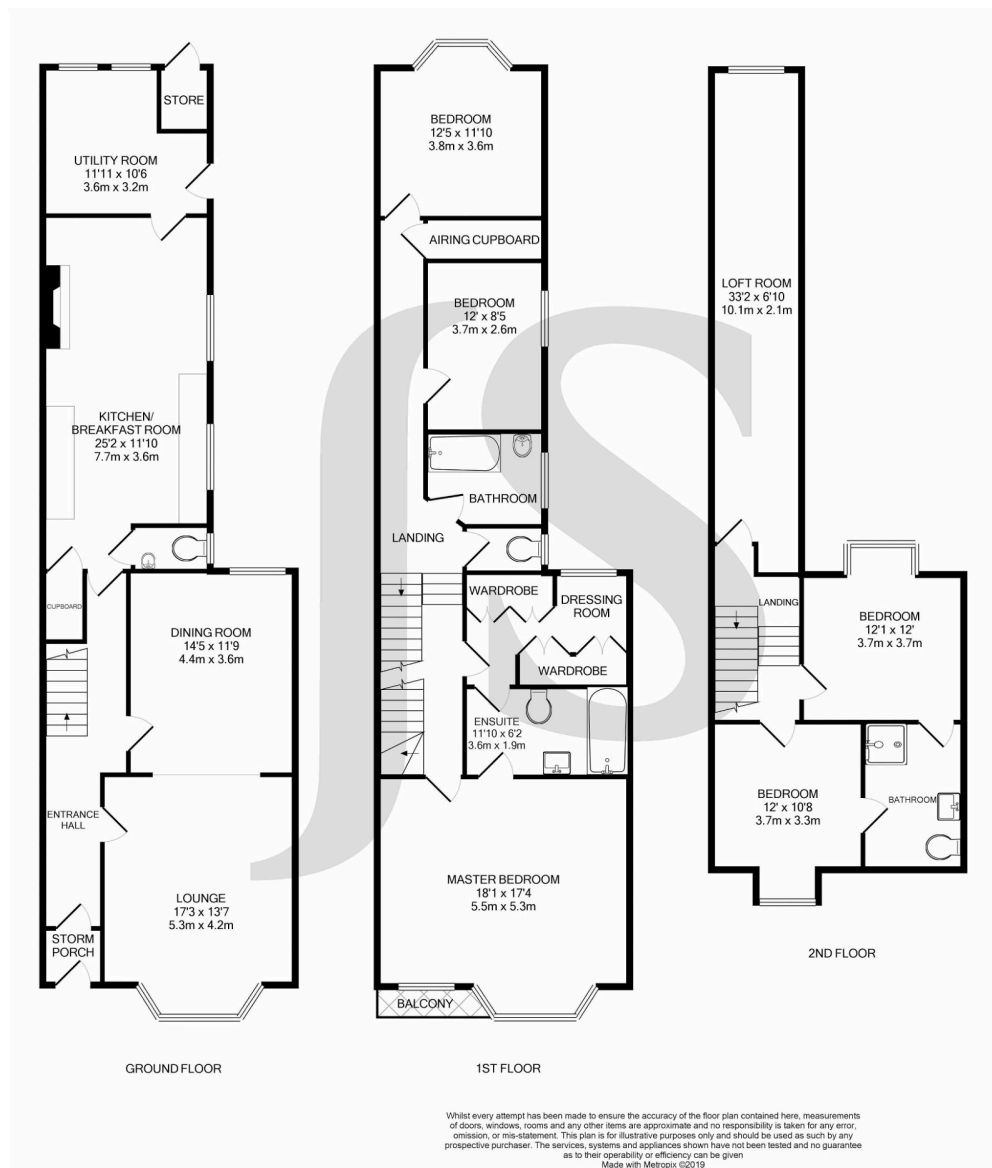 STORE
UTILITY ROOM
11'11 x 10'6
3.6m x 3.2m
KITCHEN/
BREAKFAST ROOM
25'2 x 11'10
7.7m x 3.6m
CUPBOARD
DINING ROOM
14'5 x 11'9
4.4m x 3.6m
ENTRANCE
HALL
LOUNGE
17'3 x 13'7
5.3m x 4.2m
STORM
PORCH
GROUND FLOOR
BEDROOM
12'5 x 11'10
3.8m x 3.6m
AIRING CUPBOARD
BEDROOM
12' x 8'5
3.7m x 2.6m
BATHROOM
LANDING
WARDROBE
DRESSING
ROOM
WARDROBE
ENSUITE
11'10 x 6'2
3.6m x 1.9m
MASTER BEDROOM
18'1 x 17'4
5.5m x 5.3m
BALCONY
1ST FLOOR
LOFT ROOM
33'2 x 6'10
10.1m x 2.1m
LANDING
BEDROOM
12'1 x 12'
3.7m x 3.7m
BEDROOM
12' x 10'8
3.7m x 3.3m
BATHROOM
2ND FLOOR
JS
Whilst every attempt has been made to ensure the accuracy of the floor plan contained here, measurements
of doors, windows, rooms and any other items are approximate and no responsibility is taken for any error,
omission, or mis-statement. This plan is for illustrative purposes only and should be used as such by any
prospective purchaser. The services, systems and appliances shown have not been tested and no guarantee
as to their operability or efficiency can be given
Made with Metropix ©2019